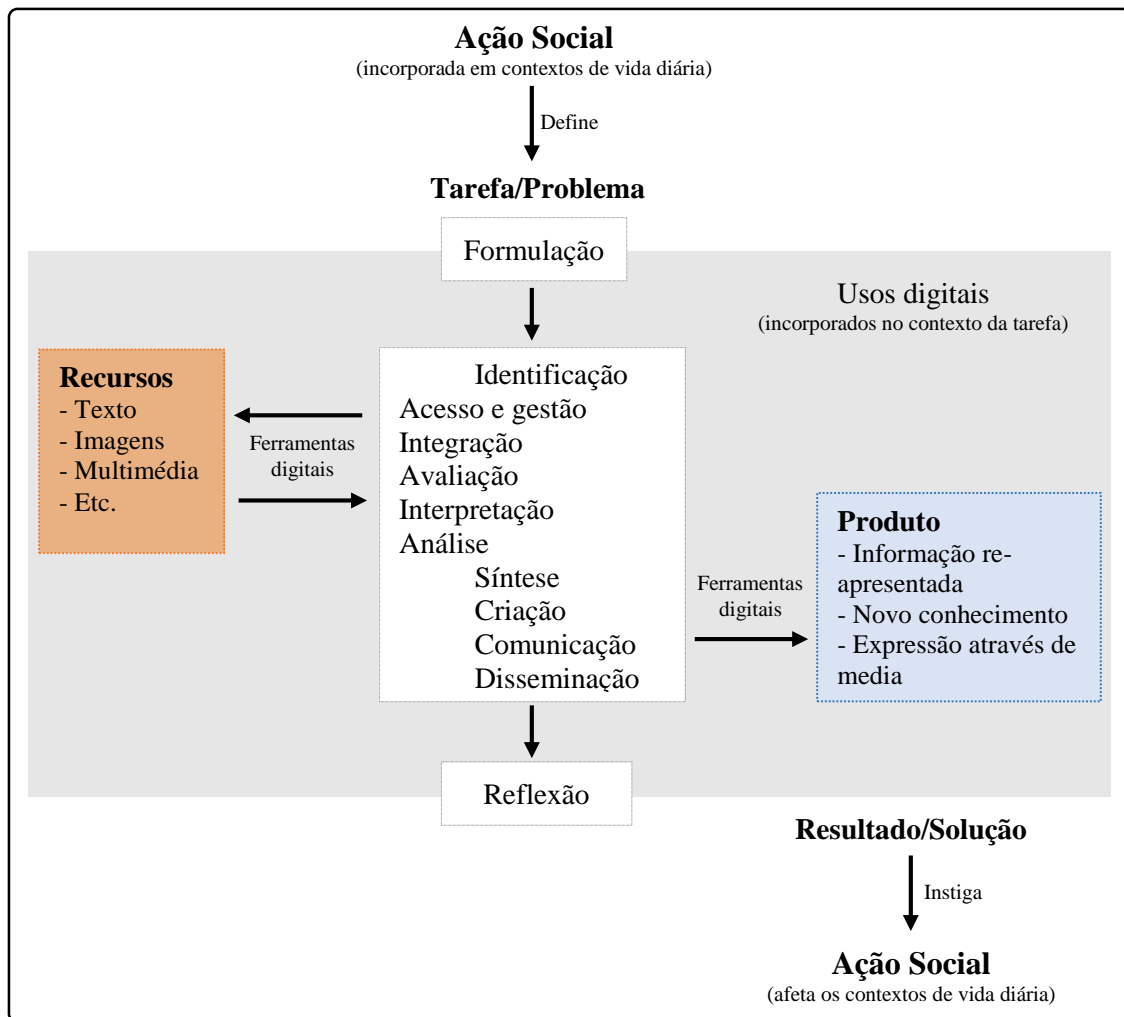 Ação Social
(incorporada em contextos de vida diária)
Define
Tarefa/Problema
Formulação
Usos digitais
(incorporados no contexto da tarefa)
Recursos
- Texto
- Imagens
- Multimédia
- Etc.
Ferramentas
digitais
Identificação
Acesso e gestão
Integração
Avaliação
Interpretação
Análise
Síntese
Criação
Comunicação
Disseminação
Ferramentas
digitais
Produto
- Informação re-
apresentada
- Novo conhecimento
- Expressão através de
media
Reflexão
Resultado/Solução
Instiga
Ação Social
(afeta os contextos de vida diária)